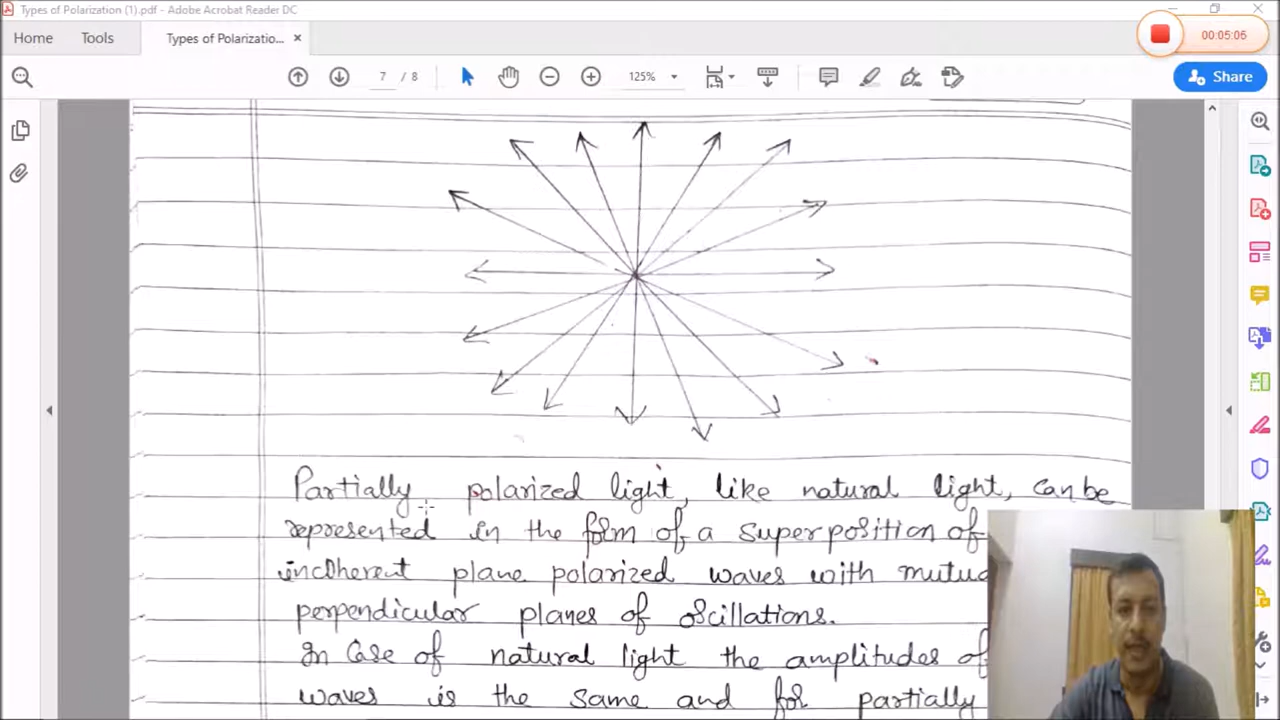 Types of Polarization (1).pdf - Adobe Acrobat Reader DC
00:05:06
Home Tools Types of Polarizatio... ×
7 / 8 125% Share
Partially polarized light, like natural light, can be
represented in the form of a superposition of
incoherent plane polarized waves with
perpendicular planes of oscillations.
In Case of natural light the amplitudes of
waves is the same and for partially